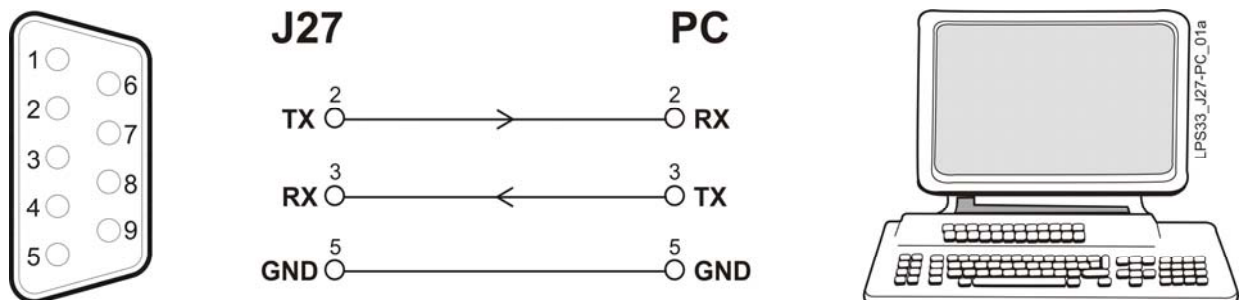 J27 PC
1
6
2
7
3
8
4
9
5
2 2
TX RX
3 3
RX TX
5 5
GND GND
LPS33_J27-PC_01a